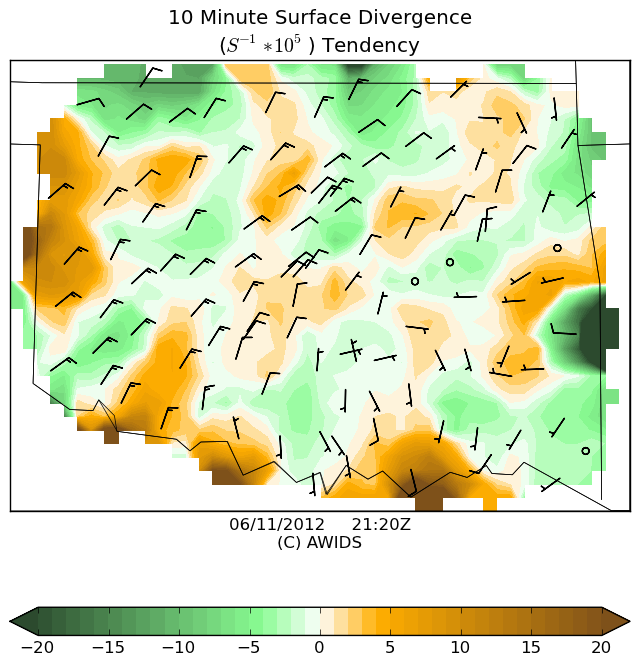 10 Minute Surface Divergence
(S⁻¹ * 10⁵ ) Tendency
06/11/2012 21:20Z
(C) AWIDS
−20 −15 −10 −5 0 5 10 15 20